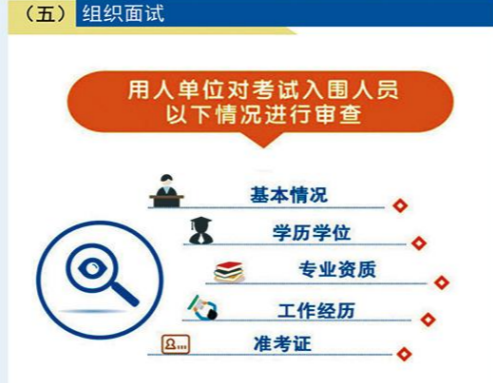 （五） 组织面试
用人单位对考试入围人员
以下情况进行审查
基本情况
学历学位
专业资质
工作经历
准考证